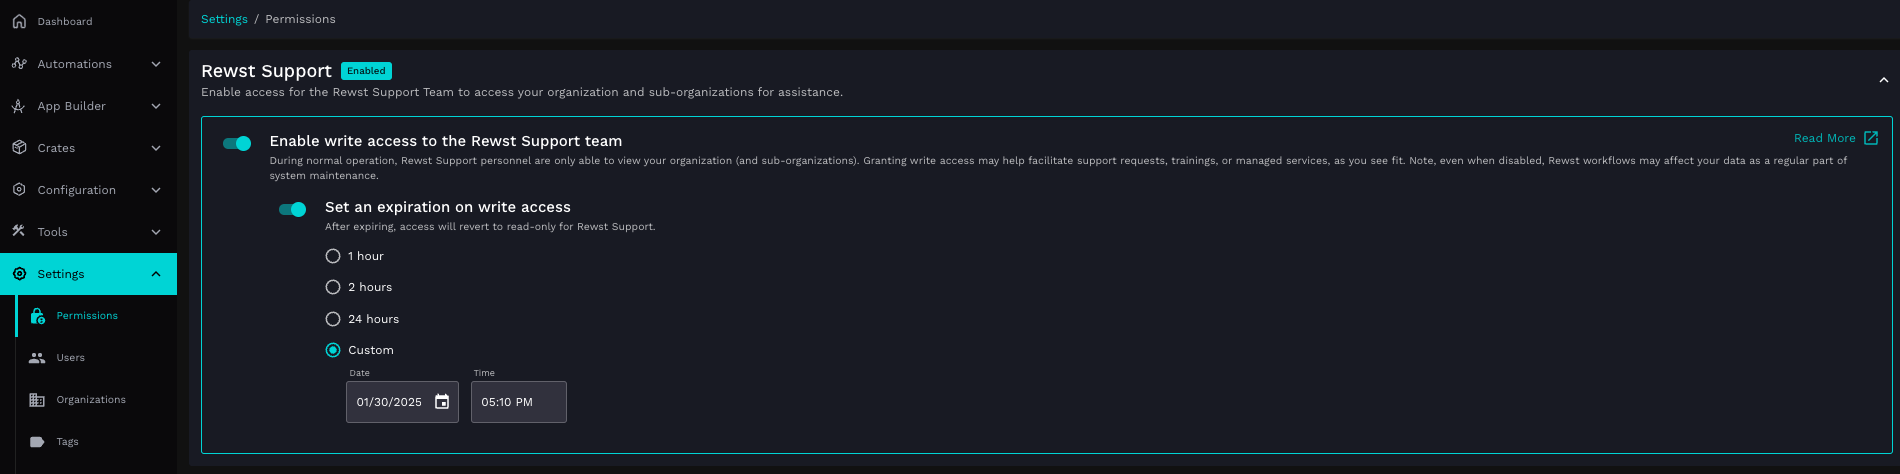 Dashboard
Automations
App Builder
Crates
Configuration
Tools
Settings
Permissions
Users
Organizations
Tags
Settings / Permissions
Rewst Support Enabled
Enable access for the Rewst Support Team to access your organization and sub-organizations for assistance.
Enable write access to the Rewst Support team
Read More
During normal operation, Rewst Support personnel are only able to view your organization (and sub-organizations). Granting write access may help facilitate support requests, trainings, or managed services, as you see fit. Note, even when disabled, Rewst workflows may affect your data as a regular part of
system maintenance.
Set an expiration on write access
After expiring, access will revert to read-only for Rewst Support.
1 hour
2 hours
24 hours
Custom
Date Time
01/30/2025 05:10 PM